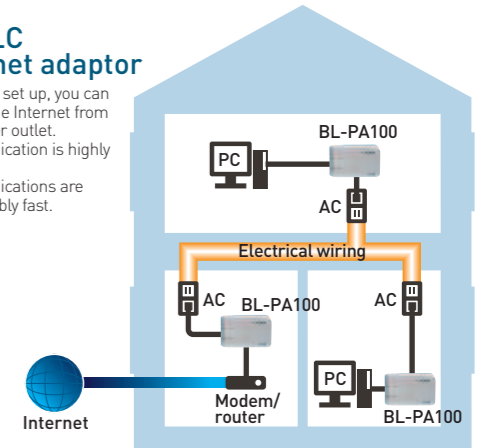 LC
net adaptor
set up, you can
e Internet from
r outlet.
ication is highly
ications are
bly fast.
BL-PA100
PC
AC
Electrical wiring
AC
BL-PA100
AC
PC
Modem/
router
BL-PA100
Internet